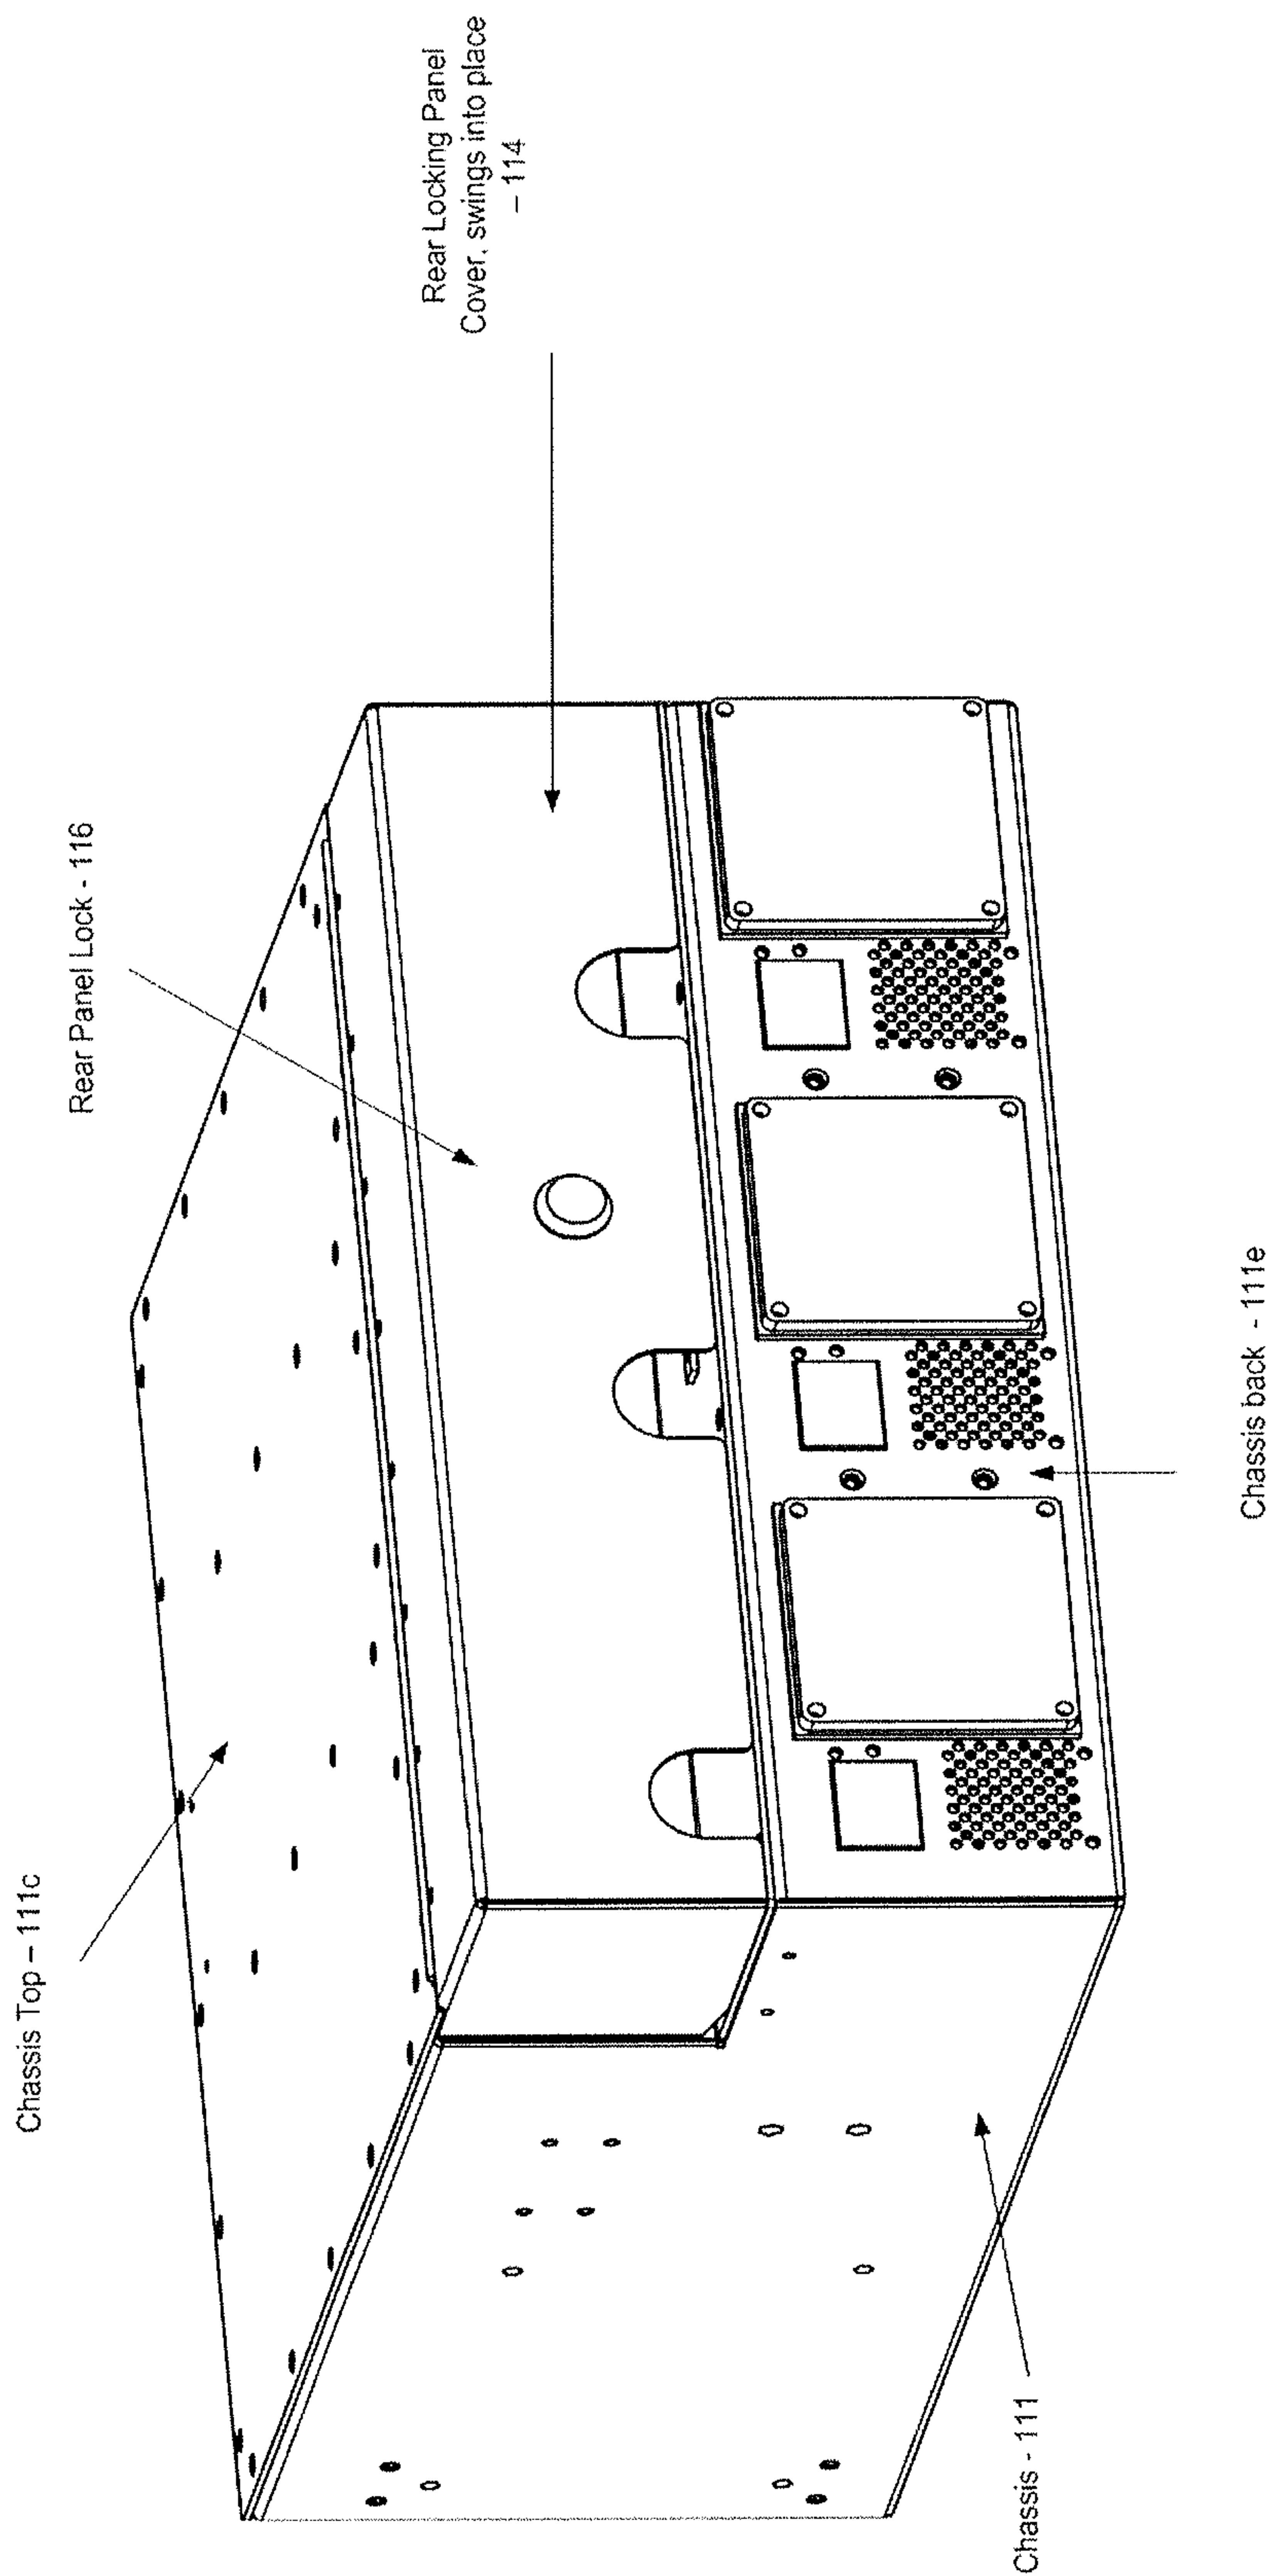 Chassis Top – 111c
Rear Panel Lock - 116
Rear Locking Panel
Cover, swings into place
– 114
Chassis - 111
Chassis back - 111e